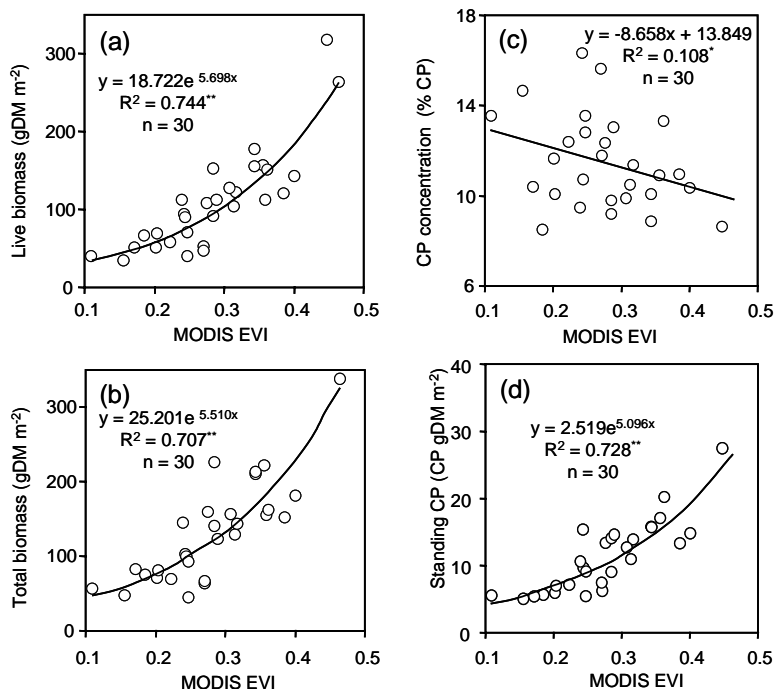 (a)
y = 18.722e 5.698x
R2 = 0.744**
n = 30
Live biomass (gDM m-2)
300
200
100
0
0.1 0.2 0.3 0.4 0.5
MODIS EVI
(c)
y = -8.658x + 13.849
R2 = 0.108*
n = 30
CP concentration (% CP)
18
14
10
6
0.1 0.2 0.3 0.4 0.5
MODIS EVI
(b)
y = 25.201e 5.510x
R2 = 0.707**
n = 30
Total biomass (gDM m-2)
300
200
100
0
0.1 0.2 0.3 0.4 0.5
MODIS EVI
(d)
y = 2.519e5.096x
R2 = 0.728**
n = 30
Standing CP (CP gDM m-2)
40
30
20
10
0
0.1 0.2 0.3 0.4 0.5
MODIS EVI